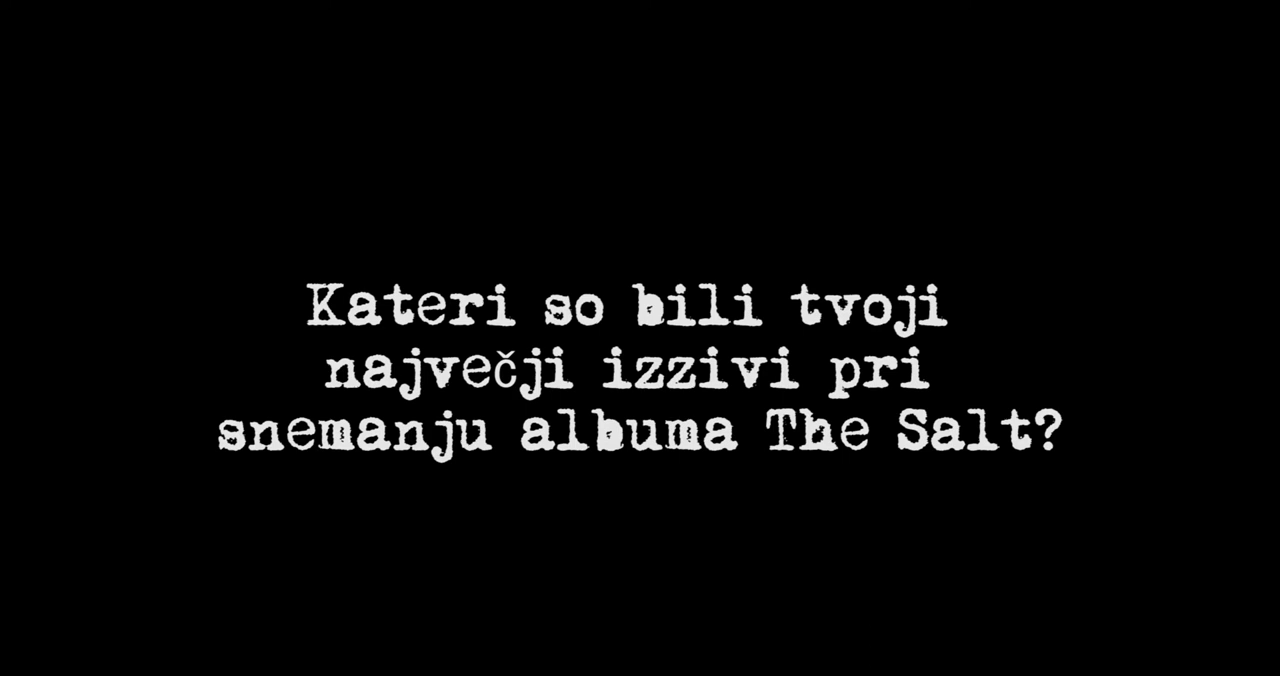 Kateri so bili tvoji
največji izzivi pri
snemanju albuma The Salt?